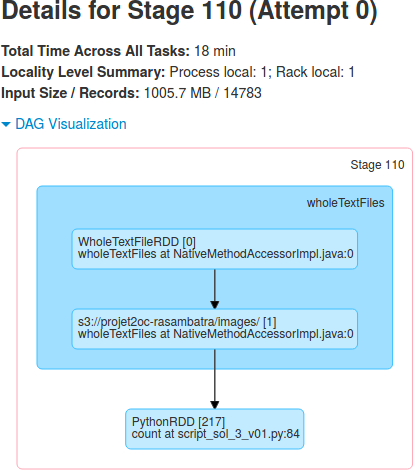 Details for Stage 110 (Attempt 0)
Total Time Across All Tasks: 18 min
Locality Level Summary: Process local: 1; Rack local: 1
Input Size / Records: 1005.7 MB / 14783
DAG Visualization
Stage 110
wholeTextFiles
WholeTextFileRDD [0]
wholeTextFiles at NativeMethodAccessorImpl.java:0
s3://projet2oc-rasambatra/images/ [1]
wholeTextFiles at NativeMethodAccessorImpl.java:0
PythonRDD [217]
count at script_sol_3_v01.py:84